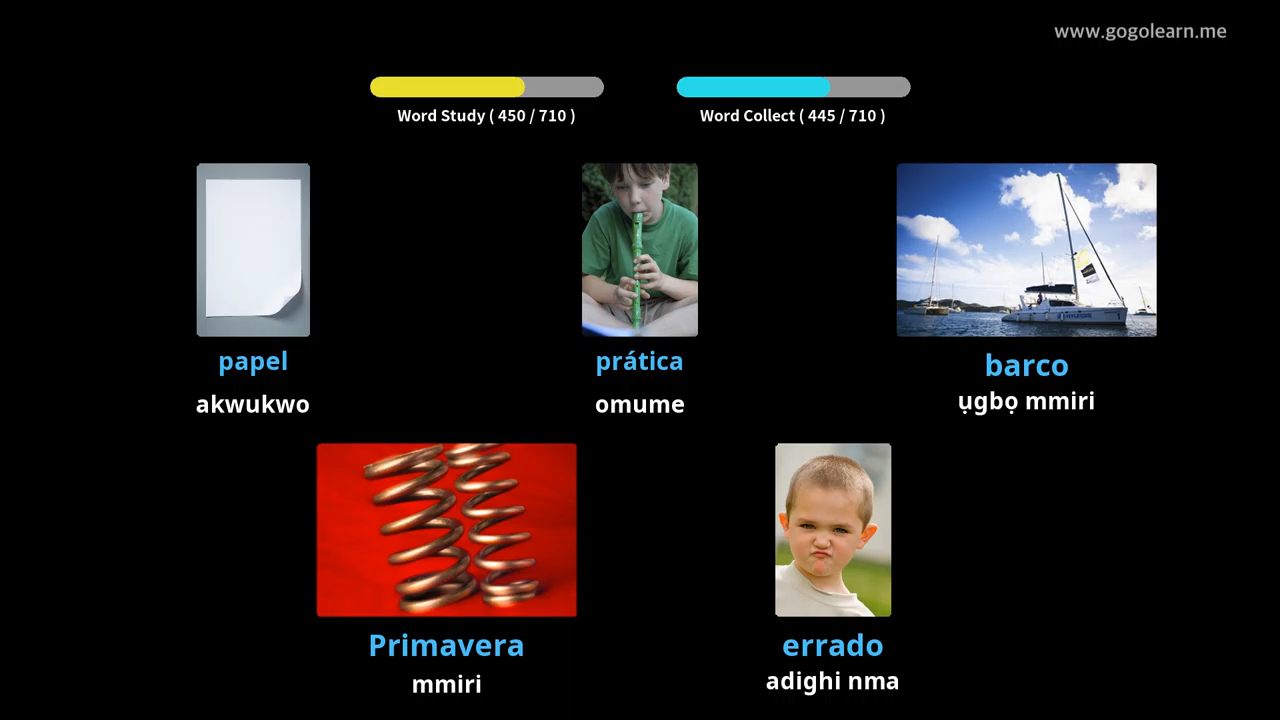 www.gogolearn.me
Word Study ( 450 / 710 )
Word Collect ( 445 / 710 )
papel
akwukwo
prática
omume
barco
ụgbọ mmiri
Primavera
mmiri
errado
adighi nma